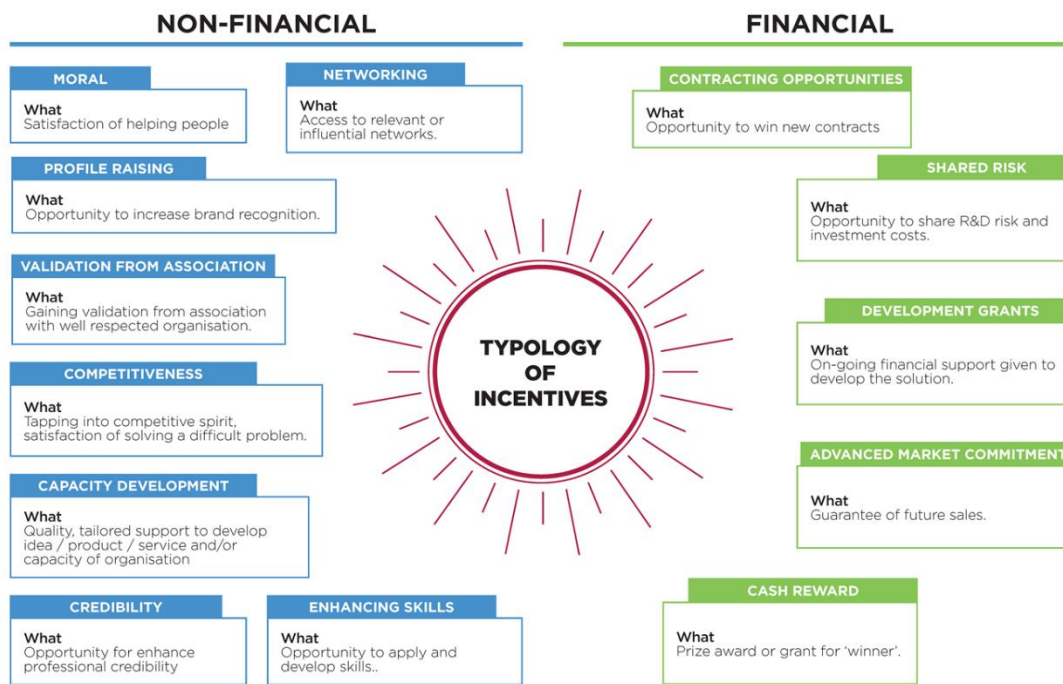 NON-FINANCIAL
FINANCIAL
MORAL
What
Satisfaction of helping people
NETWORKING
What
Access to relevant or
influential networks.
PROFILE RAISING
What
Opportunity to increase brand recognition.
VALIDATION FROM ASSOCIATION
What
Gaining validation from association
with well respected organisation.
COMPETITIVENESS
What
Tapping into competitive spirit,
satisfaction of solving a difficult problem.
CAPACITY DEVELOPMENT
What
Quality, tailored support to develop
idea / product / service and/or
capacity of organisation
CREDIBILITY
What
Opportunity for enhance
professional credibility
ENHANCING SKILLS
What
Opportunity to apply and
develop skills..
TYPOLOGY
OF
INCENTIVES
CONTRACTING OPPORTUNITIES
What
Opportunity to win new contracts
SHARED RISK
What
Opportunity to share R&D risk and
investment costs.
DEVELOPMENT GRANTS
What
On-going financial support given to
develop the solution.
ADVANCED MARKET COMMITMENT
What
Guarantee of future sales.
CASH REWARD
What
Prize award or grant for ‘winner’.